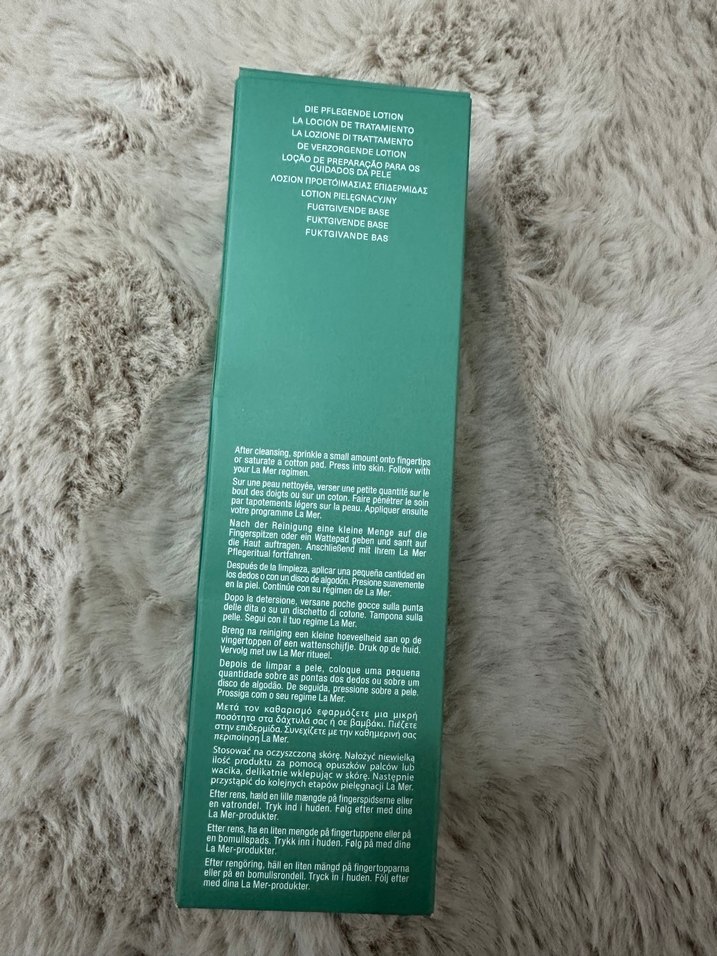 DIE PFLEGENDE LOTION
LA LOCIÓN DE TRATAMIENTO
LA LOZIONE DI TRATTAMENTO
DE VERZORGENDE LOTION
LOÇÃO DE PREPARAÇÃO PARA OS
CUIDADOS DA PELE
ΛΟΣΙΟΝ ΠΡΟΕΤΟΙΜΑΣΙΑΣ ΕΠΙΔΕΡΜΙΔΑΣ
LOTION PIELĘGNACYJNY
FUGTGIVENDE BASE
FUKTGIVENDE BASE
FUKTGIVANDE BAS
After cleansing, sprinkle a small amount onto fingertips
or saturate a cotton pad. Press into skin. Follow with
your La Mer regimen.
Sur une peau nettoyée, verser une petite quantité sur le
bout des doigts ou sur un coton. Faire pénétrer le soin
par tapotements légers sur la peau. Appliquer ensuite
votre programme La Mer.
Nach der Reinigung eine kleine Menge auf die
Fingerspitzen oder ein Wattepad geben und sanft auf
die Haut auftragen. Anschließend mit Ihrem La Mer
Pflegeritual fortfahren.
Después de la limpieza, aplicar una pequeña cantidad en
los dedos o con un disco de algodón. Presione suavemente
en la piel. Continúe con su régimen de La Mer.
Dopo la detersione, versane poche gocce sulla punta
delle dita o su un dischetto di cotone. Tampona sulla
pelle. Segui con il tuo regime La Mer.
Breng na reiniging een kleine hoeveelheid aan op de
vingertoppen of een wattenschijfje. Druk op de huid.
Vervolg met uw La Mer ritueel.
Depois de limpar a pele, coloque uma pequena
quantidade sobre as pontas dos dedos ou sobre um
disco de algodão. De seguida, pressione sobre a pele.
Prossiga com o seu regime La Mer.
Μετά τον καθαρισμό εφαρμόζετε μια μικρή
ποσότητα στα δάχτυλά σας ή σε βαμβάκι. Πιέζετε
στην επιδερμίδα. Συνεχίζετε με την καθημερινή σας
περιποίηση La Mer.
Stosować na oczyszczoną skórę. Nałożyć niewielką
ilość produktu za pomocą opuszków palców lub
wacika, delikatnie wklepując w skórę. Następnie
przystąpić do kolejnych etapów pielęgnacji La Mer.
Efter rens, hæld en lille mængde på fingerspidserne eller
en vatrondel. Tryk ind i huden. Følg efter med dine
La Mer-produkter.
Etter rens, ha en liten mengde på fingertuppene eller på
en bomullspads. Trykk inn i huden. Følg på med dine
La Mer-produkter.
Efter rengöring, häll en liten mängd på fingertopparna
eller på en bomullsrondell. Tryck in i huden. Följ efter
med dina La Mer-produkter.